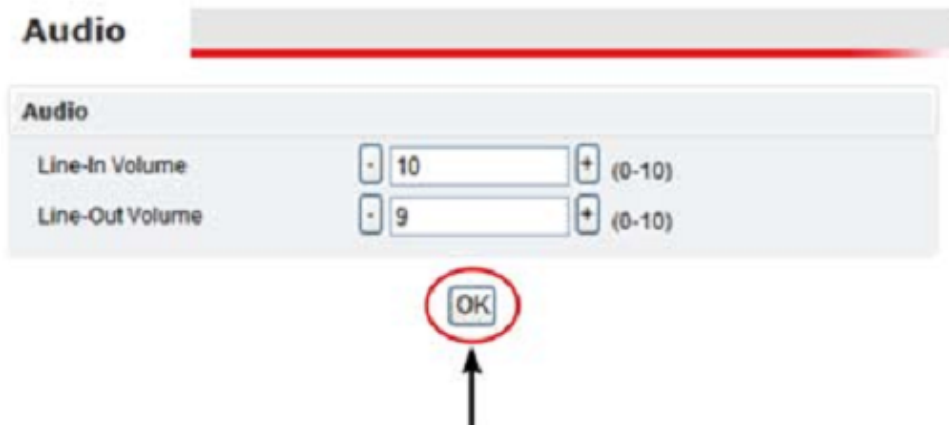 Audio
Audio
Line-In Volume - 10 + (0-10)
Line-Out Volume - 9 + (0-10)
OK